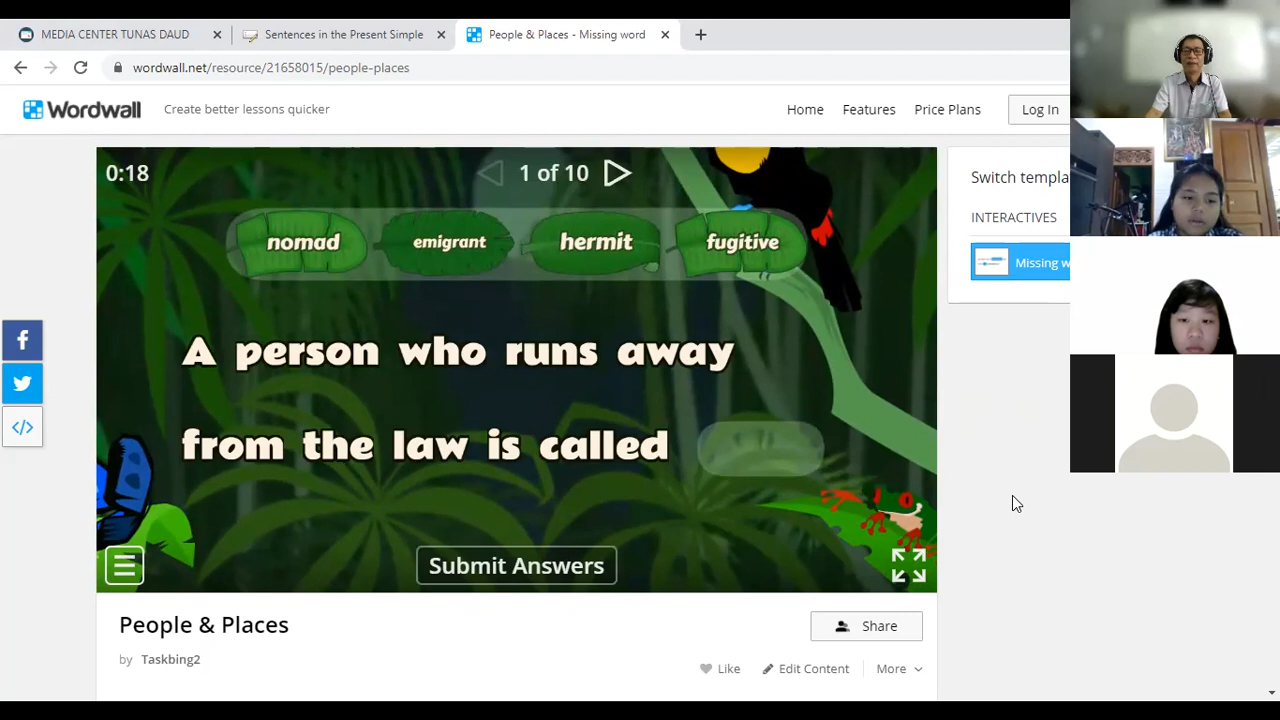 MEDIA CENTER TUNAS DAUD
Sentences in the Present Simple
People & Places - Missing word
wordwall.net/resource/21658015/people-places
Wordwall
Create better lessons quicker
Home
Features
Price Plans
Log In
0:18
1 of 10
nomad
emigrant
hermit
fugitive
A person who runs away
from the law is called
Submit Answers
Switch templa
INTERACTIVES
Missing w
People & Places
by Taskbing2
Share
Like
Edit Content
More